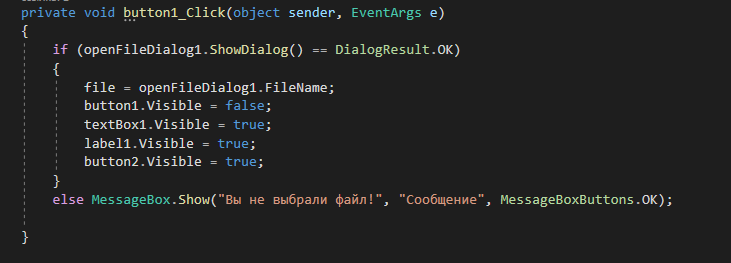 private void button1_Click(object sender, EventArgs e)
{
if (openFileDialog1.ShowDialog() == DialogResult.OK)
{
file = openFileDialog1.FileName;
button1.Visible = false;
textBox1.Visible = true;
label1.Visible = true;
button2.Visible = true;
}
else MessageBox.Show("Вы не выбрали файл!", "Сообщение", MessageBoxButtons.OK);
}